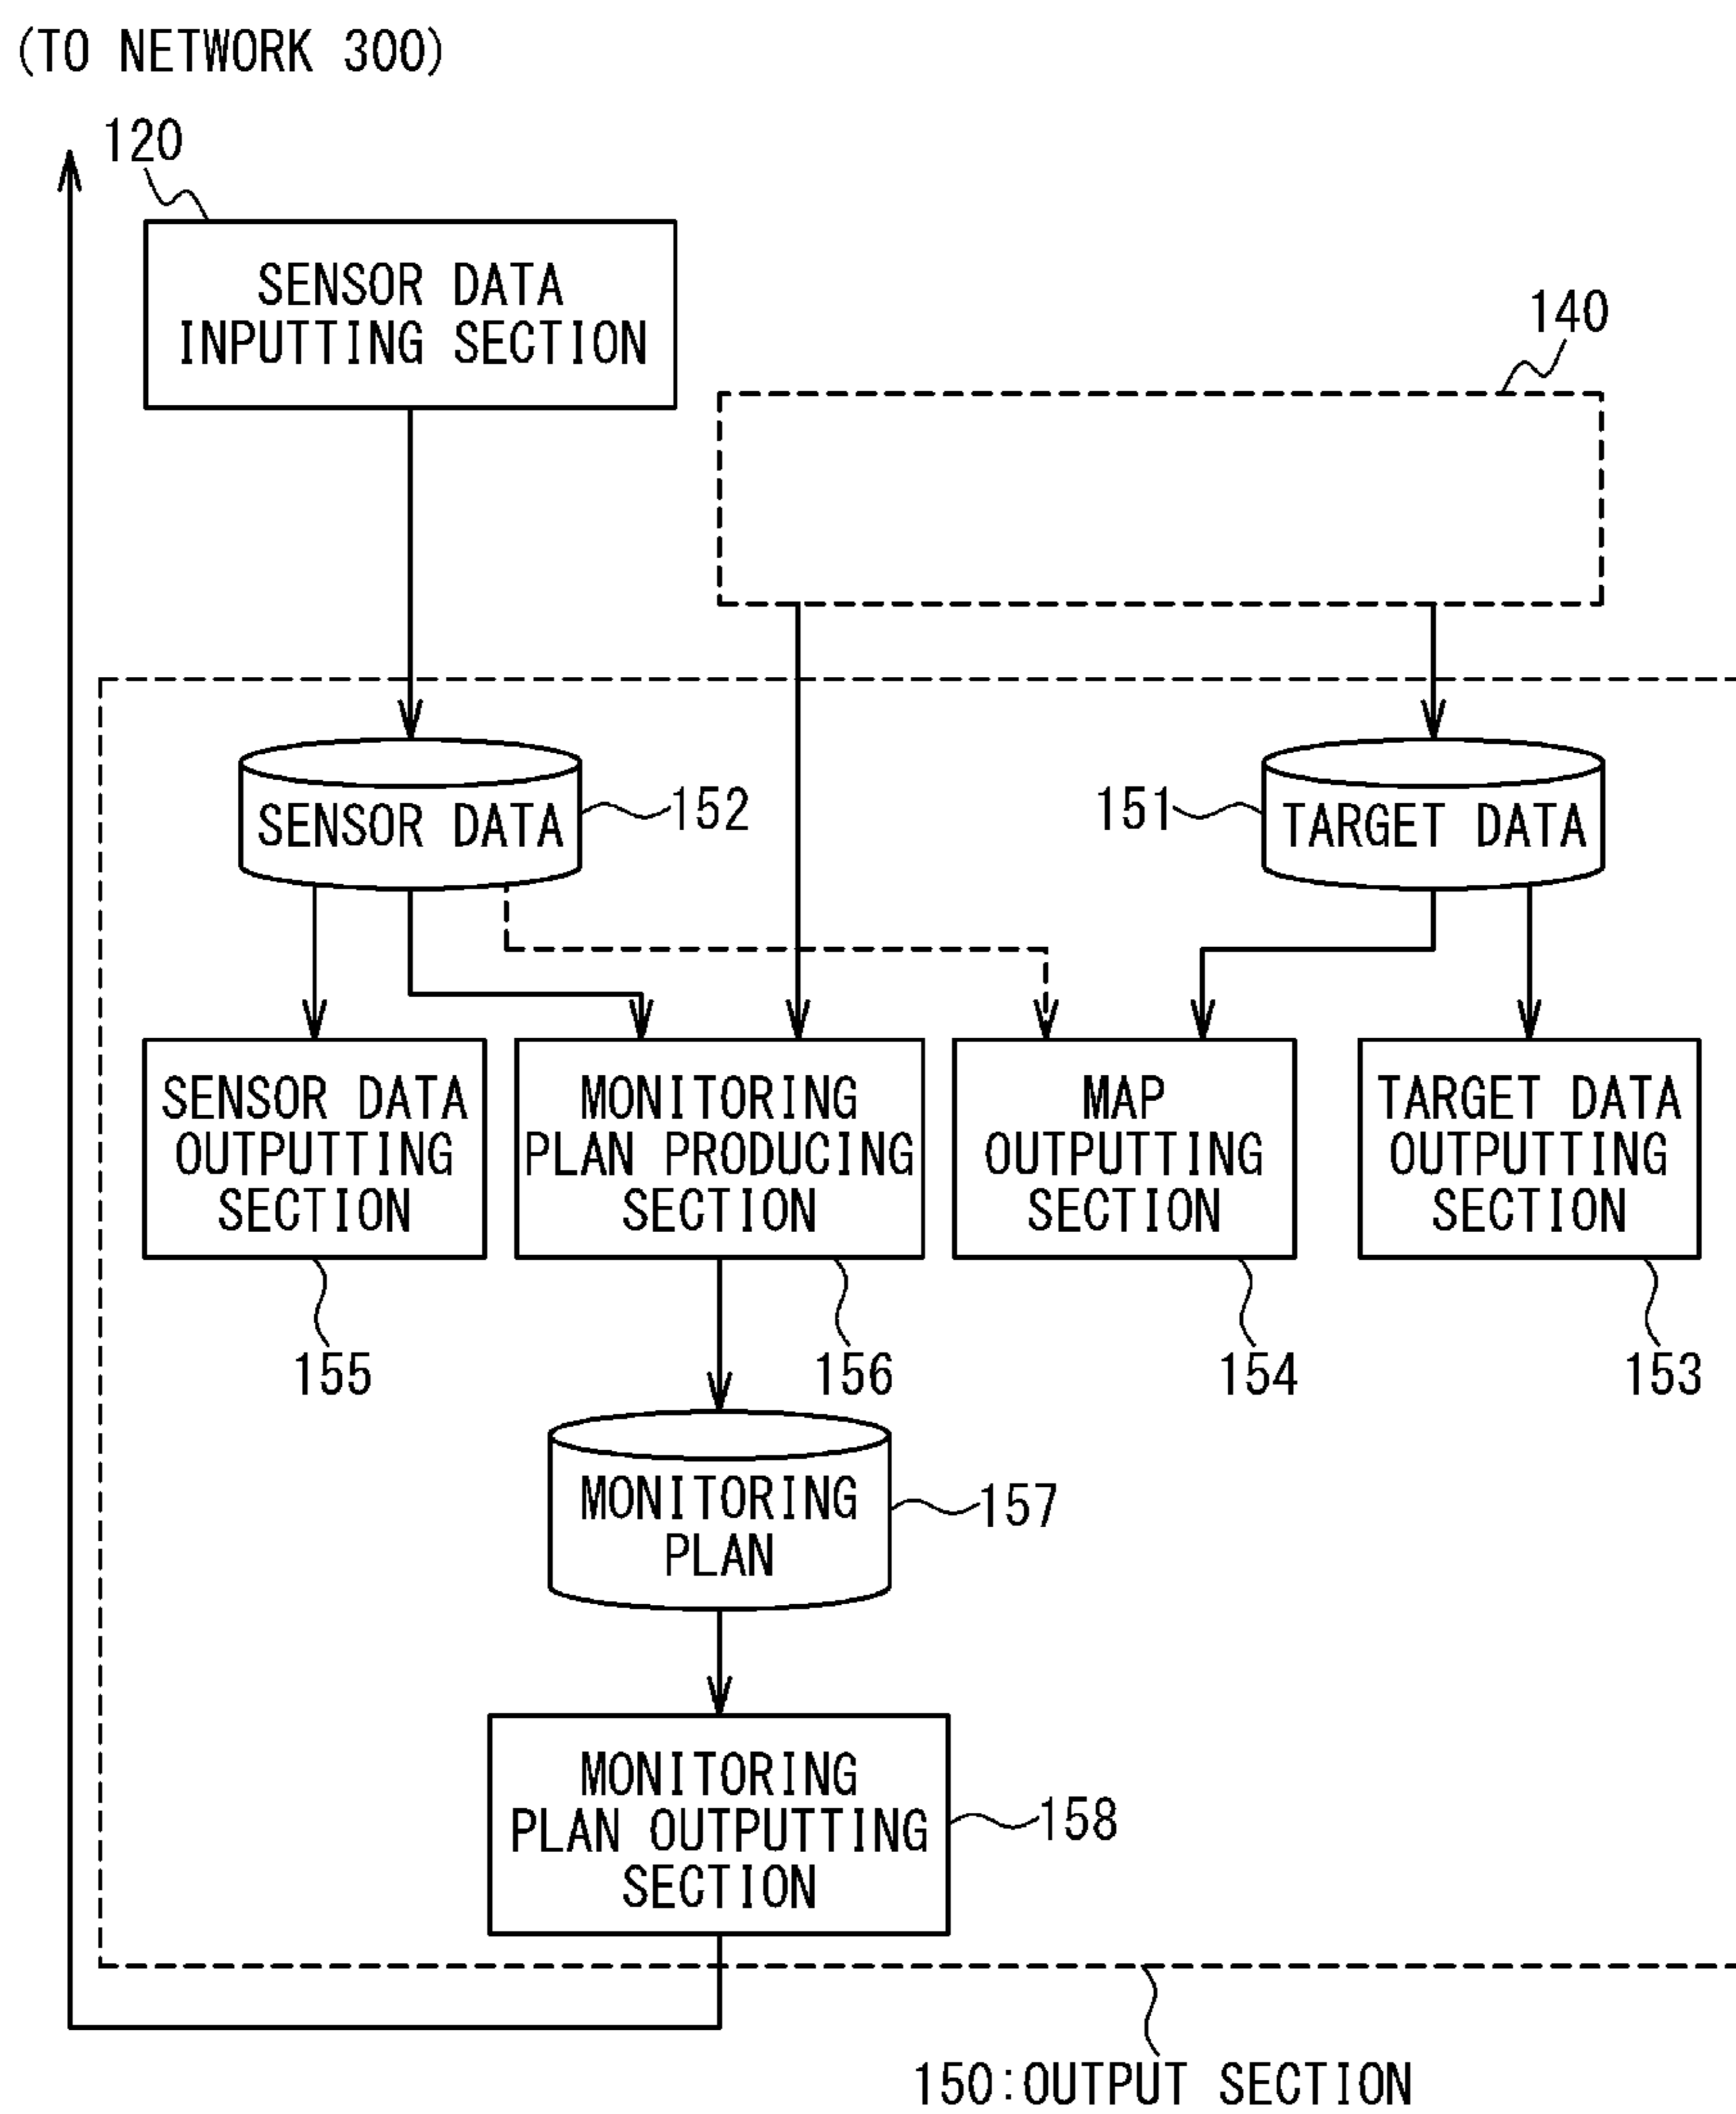 (TO NETWORK 300)
120
SENSOR DATA
INPUTTING SECTION
140
SENSOR DATA
152
151
TARGET DATA
SENSOR DATA
OUTPUTTING
SECTION
MONITORING
PLAN PRODUCING
SECTION
MAP
OUTPUTTING
SECTION
TARGET DATA
OUTPUTTING
SECTION
155
156
154
153
MONITORING
PLAN
157
MONITORING
PLAN OUTPUTTING
SECTION
158
150:OUTPUT SECTION